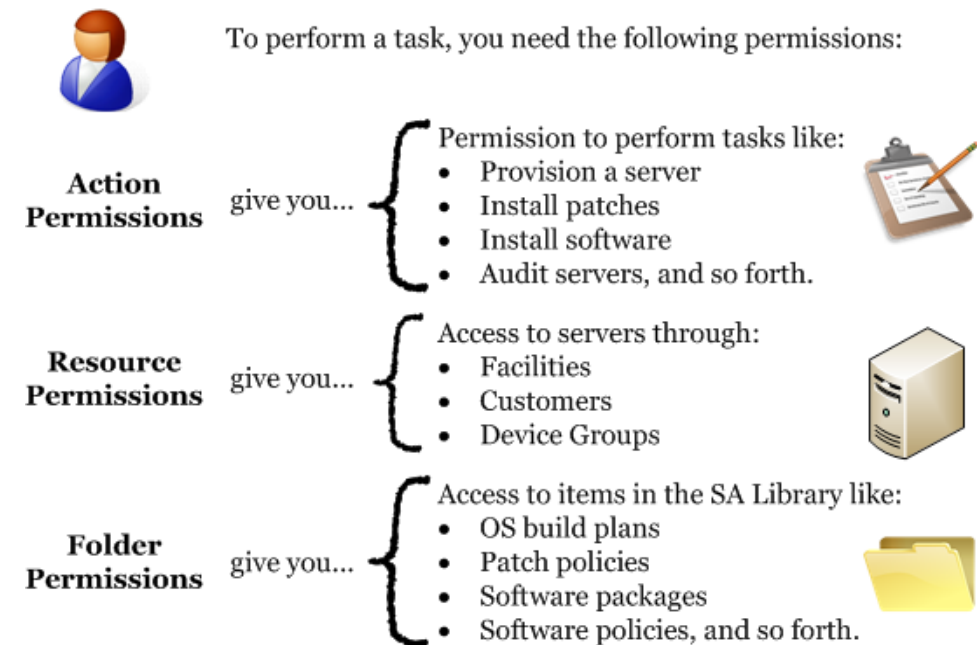 To perform a task, you need the following permissions:
Action
Permissions
give you...
Permission to perform tasks like:
• Provision a server
• Install patches
• Install software
• Audit servers, and so forth.
Resource
Permissions
give you...
Access to servers through:
• Facilities
• Customers
• Device Groups
Folder
Permissions
give you...
Access to items in the SA Library like:
• OS build plans
• Patch policies
• Software packages
• Software policies, and so forth.